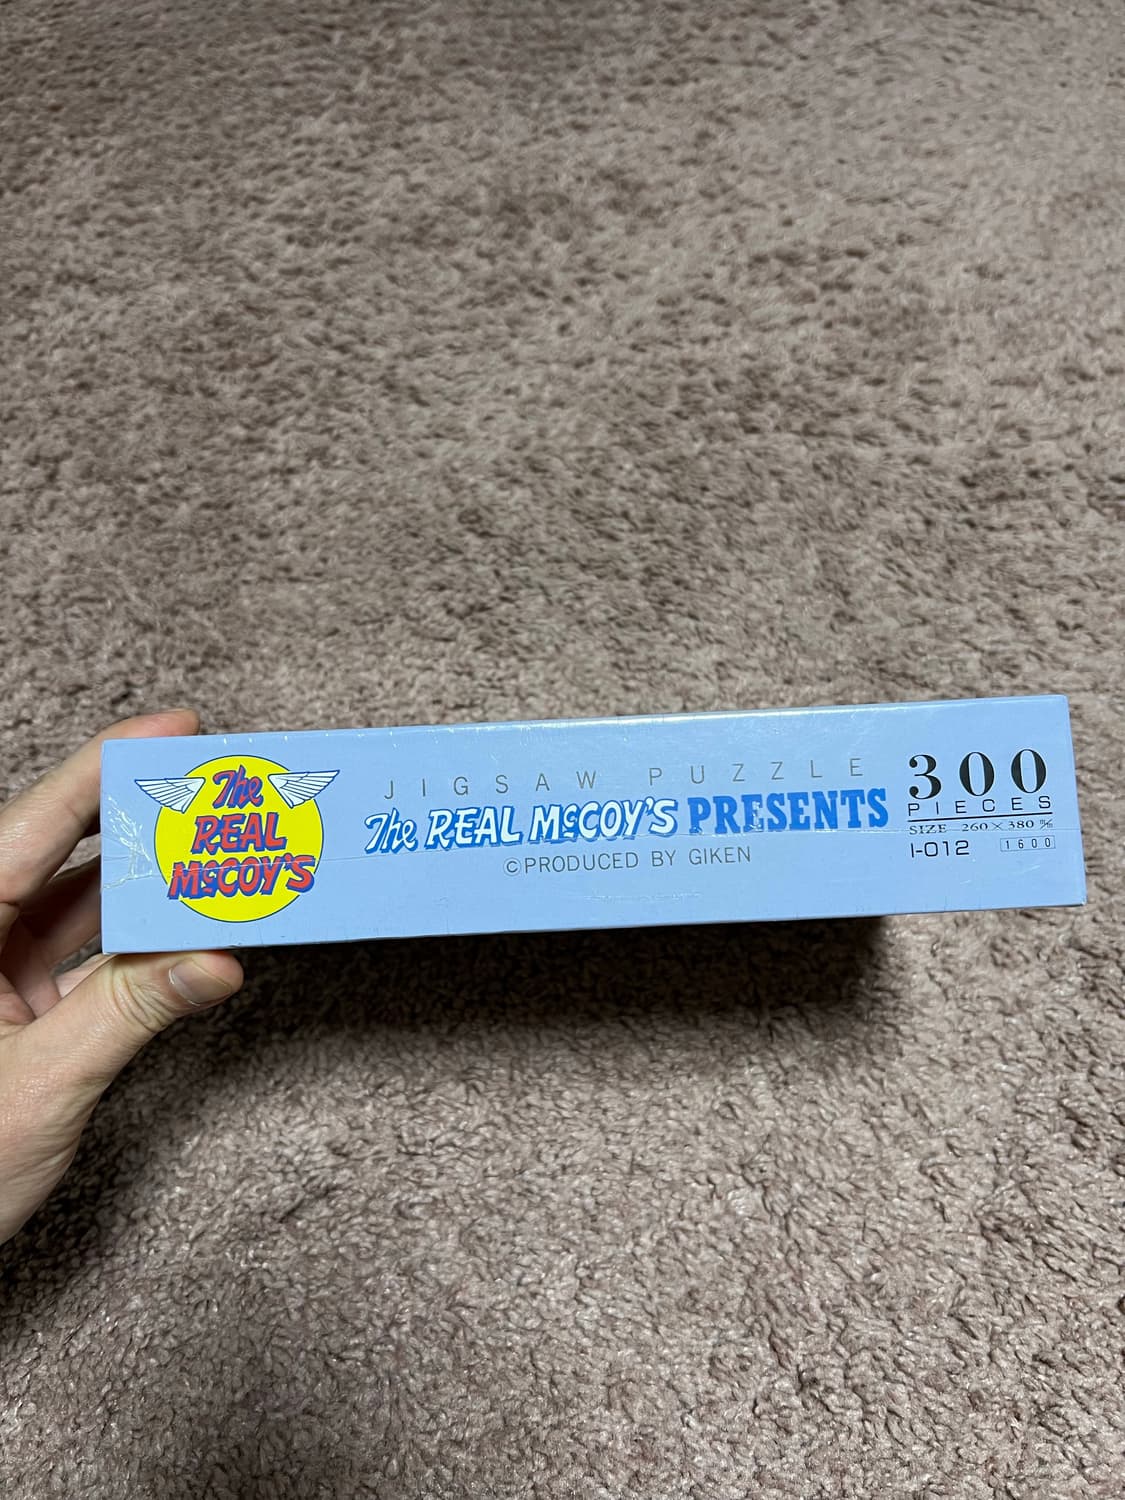 The
REAL
McCOY'S
JIGSAW PUZZLE
The REAL McCOY'S PRESENTS
©PRODUCED BY GIKEN
300
PIECES
SIZE 260×380 ㎜
I-012 1600